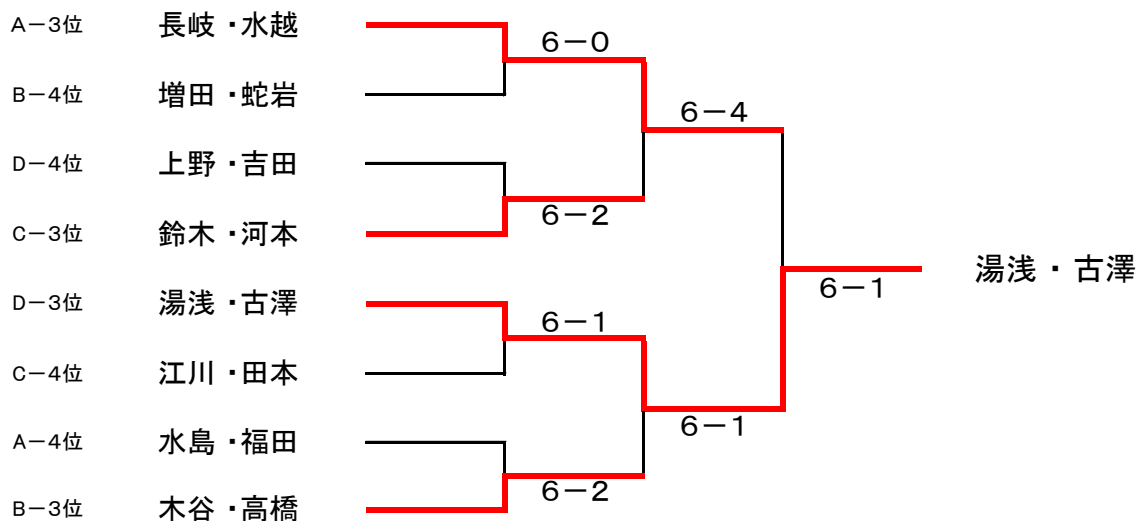 A－3位 長岐・水越
6－0
B－4位 増田・蛇岩
6－4
D－4位 上野・吉田
6－2
C－3位 鈴木・河本
湯浅・古澤
6－1
D－3位 湯浅・古澤
6－1
C－4位 江川・田本
6－1
A－4位 水島・福田
6－2
B－3位 木谷・高橋